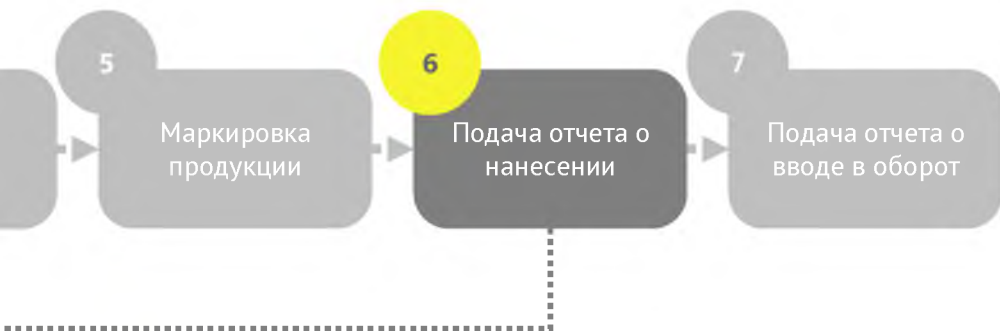 5
Маркировка
продукции
6
Подача отчета о
нанесении
7
Подача отчета о
вводе в оборот